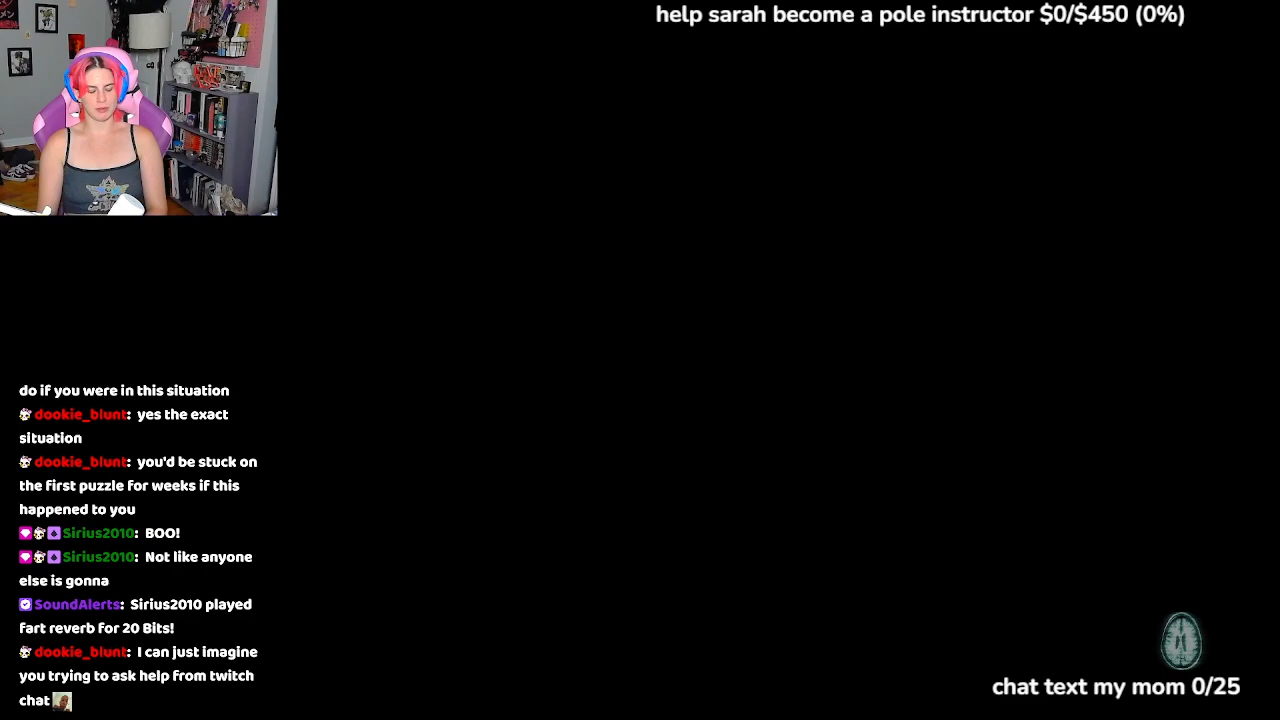 help sarah become a pole instructor $0/$450 (0%)
do if you were in this situation
dookie_blunt: yes the exact
situation
dookie_blunt: you'd be stuck on
the first puzzle for weeks if this
happened to you
Sirius2010: BOO!
Sirius2010: Not like anyone
else is gonna
SoundAlerts: Sirius2010 played
fart reverb for 20 Bits!
dookie_blunt: I can just imagine
you trying to ask help from twitch
chat
chat text my mom 0/25